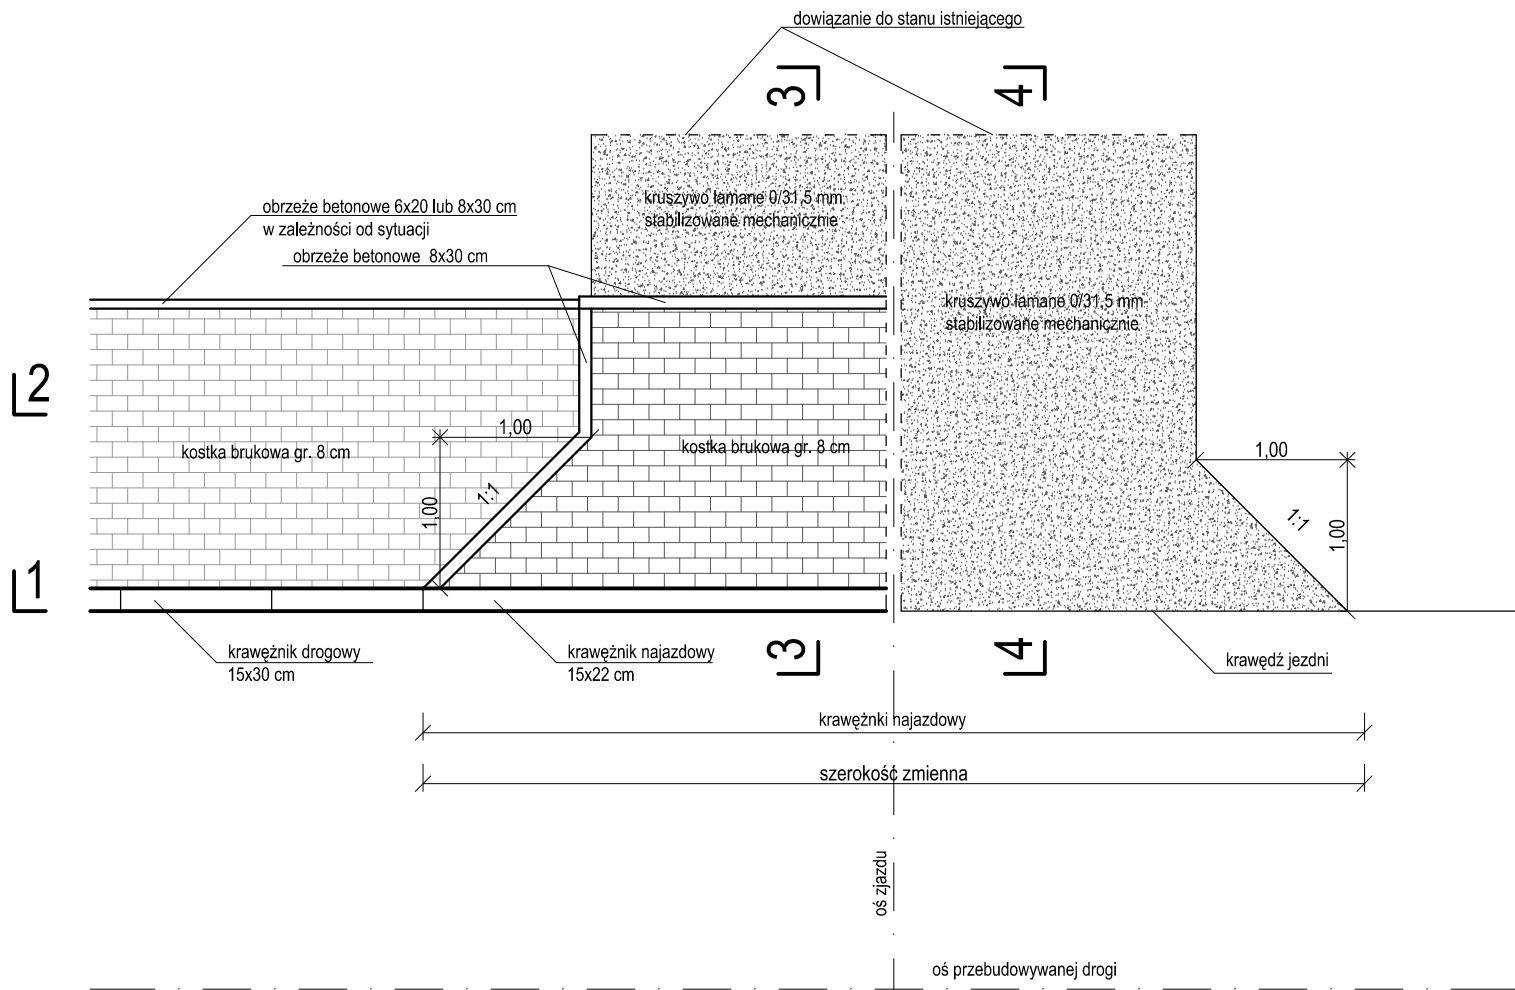 dowiązanie do stanu istniejącego
3
4
kruszywo łamane 0/31,5 mm
stabilizowane mechanicznie
obrzeże betonowe 6x20 lub 8x30 cm
w zależności od sytuacji
obrzeże betonowe 8x30 cm
kruszywo łamane 0/31,5 mm
stabilizowane mechanicznie
2
1,00
kostka brukowa gr. 8 cm
kostka brukowa gr. 8 cm
1,00
1:1
1,00
1:1
1,00
1
krawężnik drogowy
15x30 cm
krawężnik najazdowy
15x22 cm
3
4
krawędź jezdni
krawężnki najazdowy
szerokość zmienna
oś zjazdu
oś przebudowywanej drogi